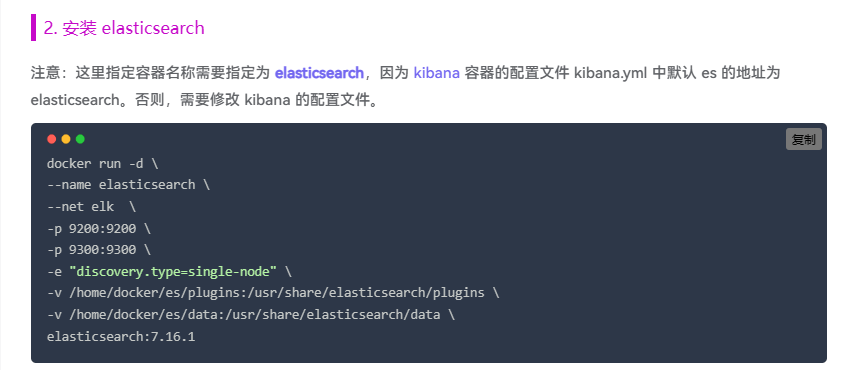 2. 安装 elasticsearch
注意：这里指定容器名称需要指定为 elasticsearch，因为 kibana 容器的配置文件 kibana.yml 中默认 es 的地址为
elasticsearch。否则，需要修改 kibana 的配置文件。
复制
docker run -d \
--name elasticsearch \
--net elk  \
-p 9200:9200 \
-p 9300:9300 \
-e "discovery.type=single-node" \
-v /home/docker/es/plugins:/usr/share/elasticsearch/plugins \
-v /home/docker/es/data:/usr/share/elasticsearch/data \
elasticsearch:7.16.1